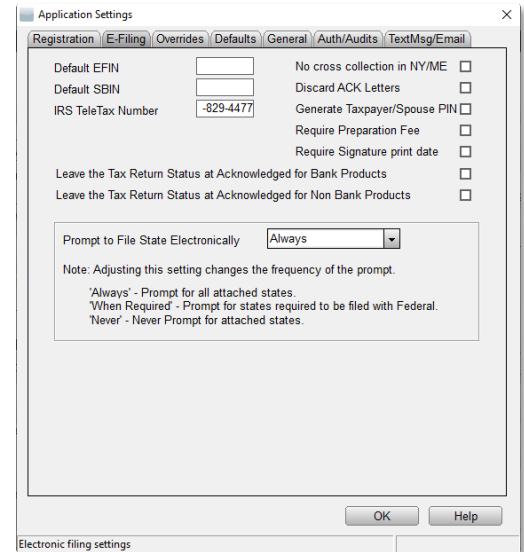 Application Settings
Registration E-Filing Overrides Defaults General Auth/Audits TextMsg/Email
Default EFIN
No cross collection in NY/ME
Default SBIN
Discard ACK Letters
IRS TeleTax Number -829-4477
Generate Taxpayer/Spouse PIN
Require Preparation Fee
Require Signature print date
Leave the Tax Return Status at Acknowledged for Bank Products
Leave the Tax Return Status at Acknowledged for Non Bank Products
Prompt to File State Electronically Always
Note: Adjusting this setting changes the frequency of the prompt.
'Always' - Prompt for all attached states.
'When Required' - Prompt for states required to be filed with Federal.
'Never' - Never Prompt for attached states.
OK Help
Electronic filing settings